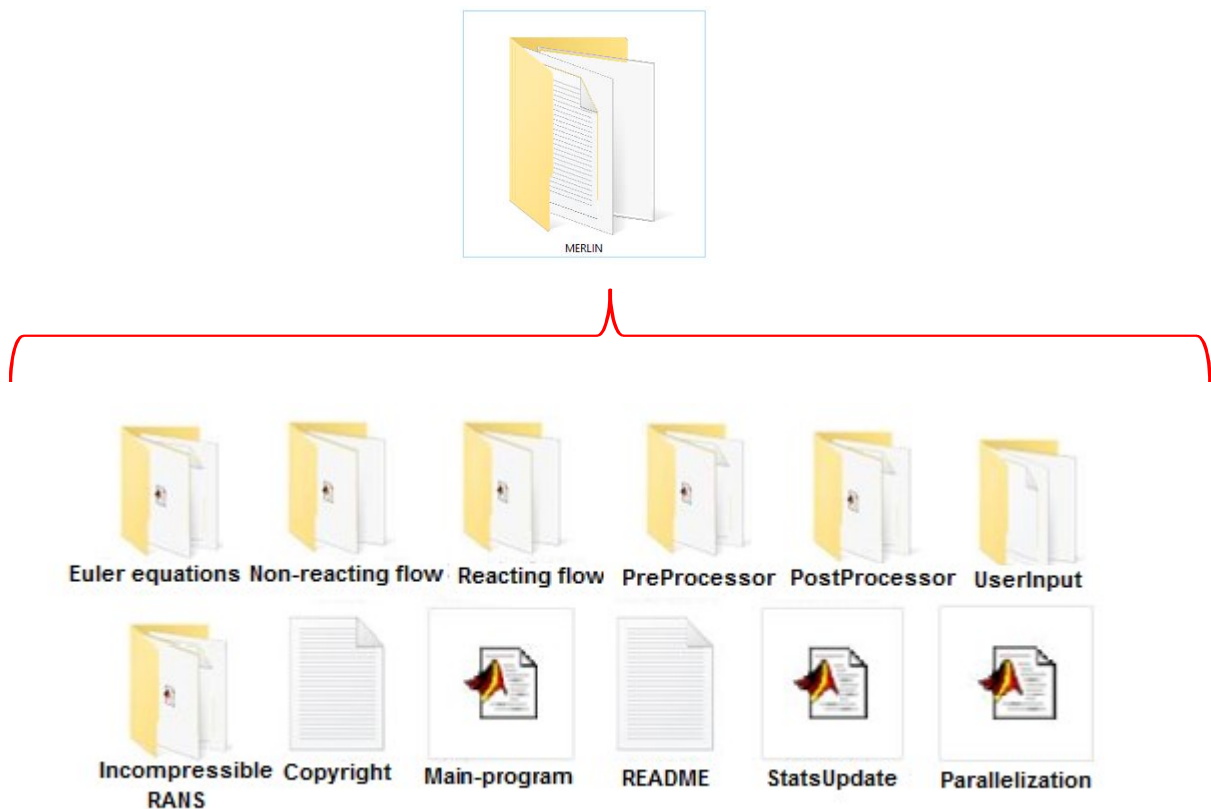 MERLIN
Euler equations Non-reacting flow Reacting flow PreProcessor PostProcessor UserInput
Incompressible RANS Copyright Main-program README StatsUpdate Parallelization